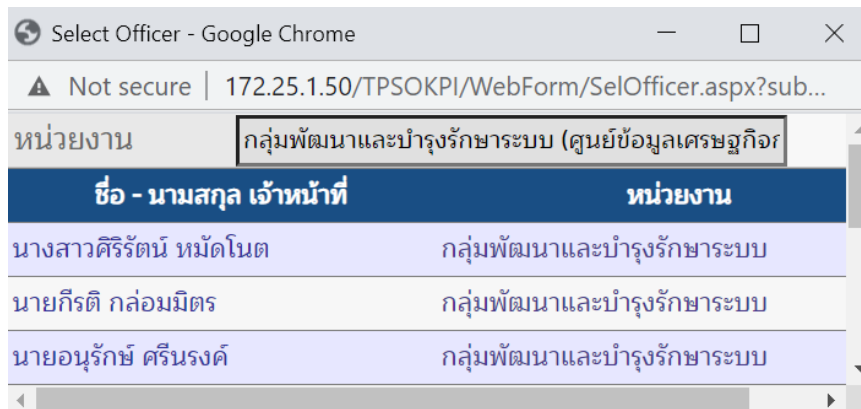 Select Officer - Google Chrome
Not secure | 172.25.1.50/TPSOKPI/WebForm/SelOfficer.aspx?sub...
หน่วยงาน กลุ่มพัฒนาและบำรุงรักษาระบบ (ศูนย์ข้อมูลเศรษฐกิจก
ชื่อ - นามสกุล เจ้าหน้าที่ หน่วยงาน
นางสาวศิริรัตน์ หมัดโนต กลุ่มพัฒนาและบำรุงรักษาระบบ
นายกีรติ กล่อมมิตร กลุ่มพัฒนาและบำรุงรักษาระบบ
นายอนุรักษ์ ศรีนรงค์ กลุ่มพัฒนาและบำรุงรักษาระบบ